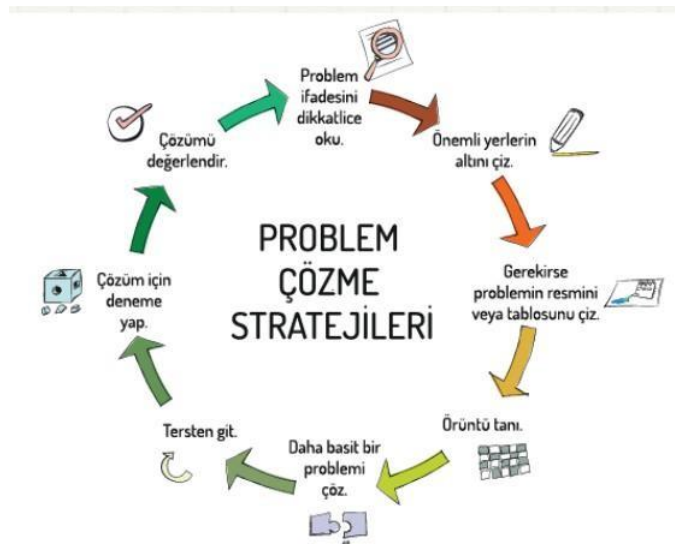 Problem
ifadesini
dikkatlice
oku.
Önemli yerlerin
altını çiz.
Gerekirse
problemin resmini
veya tablosunu çiz.
Örüntü tanı.
Daha basit bir
problemi
çöz.
Tersten git.
Çözüm için
deneme
yap.
Çözümü
değerlendir.
PROBLEM
ÇÖZME
STRATEJİLERİ